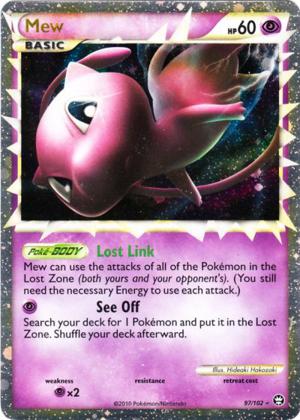 Mew
HP60
BASIC
Poké-BODY Lost Link
Mew can use the attacks of all of the Pokémon in the
Lost Zone (both yours and your opponent's). (You still
need the necessary Energy to use each attack.)
See Off
Search your deck for 1 Pokémon and put it in the Lost
Zone. Shuffle your deck afterward.
Illus. Hideaki Hakozaki
weakness resistance retreat cost
×2
©2010 Pokémon/Nintendo
97/102